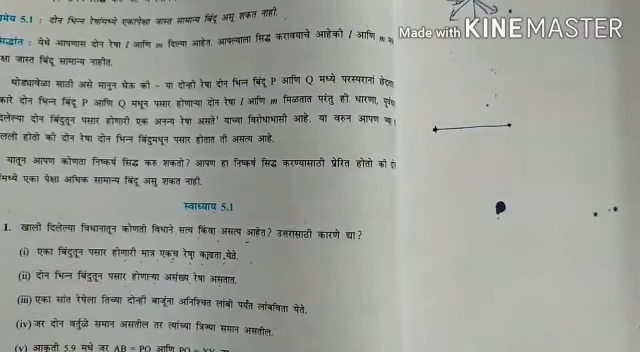 मेय 5.1 : दोन भिन्न रेषांमध्ये एकापेक्षा जास्त सामान्य बिंदू असु शकत नाही.
Made with KINEMASTER
सिद्धांत : येथे आपणास दोन रेषा l आणि m दिल्या आहेत. आपल्याला सिद्ध करावयाचे आहेकी l आणि m
क्षा जास्त बिंदू सामान्य नाहीत.
थोड्यावेळा साठी असे मानुन घेऊ की - या दोन्ही रेषा दोन भिन्न बिंदू P आणि Q मध्ये परस्परानां छेदता
कारे दोन भिन्न बिंदू P आणि Q मधून पसार होणाऱ्या दोन रेषा l आणि m मिळतात परंतु ही धारणा,
दिलेल्या दोन बिंदुतून पसार होणारी एक अनन्य रेषा असते' याच्या विरोधाभासी आहे. या वरुन आपण
ललो होतो की दोन रेषा दोन भिन्न बिंदुमधून पसार होतात ती असत्य आहे.
यातून आपण कोणता निष्कर्ष सिद्ध करु शकतो? आपण हा निष्कर्ष सिद्ध करण्यासाठी प्रेरित होतो की
मध्ये एका पेक्षा अधिक सामान्य बिंदू असु शकत नाही.
स्वाध्याय 5.1
1. खाली दिलेल्या विधानातून कोणती विधाने सत्य किंवा असत्य आहेत? उत्तरासाठी कारणे द्या?
(i) एका बिंदुतून पसार होणारी मात्र एकच रेषा काढता येते.
(ii) दोन भिन्न बिंदुतून पसार होणाऱ्या असंख्य रेषा असतात.
(iii) एका सांत रेषेला तिच्या दोन्ही बाजूंना अनिश्चित लांबी पर्यंत लांबविता येते.
(iv) जर दोन वर्तुळे समान असतील तर त्यांच्या त्रिज्या समान असतील.
(v) आकृती 5.9 मधे जर AB = PQ आणि PQ = XY